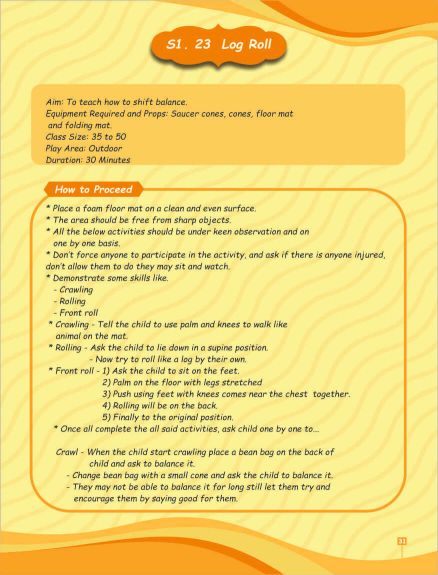 S1. 23 Log Roll
Aim: To teach how to shift balance.
Equipment Required and Props: Saucer cones, cones, floor mat
and folding mat.
Class Size: 35 to 50
Play Area: Outdoor
Duration: 30 Minutes
How to Proceed
* Place a foam floor mat on a clean and even surface.
* The area should be free from sharp objects.
* All the below activities should be under keen observation and on
one by one basis.
* Don't force anyone to participate in the activity, and ask if there is anyone injured,
don't allow them to do they may sit and watch.
* Demonstrate some skills like.
- Crawling
- Rolling
- Front roll
* Crawling - Tell the child to use palm and knees to walk like
animal on the mat.
* Rolling - Ask the child to lie down in a supine position.
- Now try to roll like a log by their own.
* Front roll - 1) Ask the child to sit on the feet.
2) Palm on the floor with legs stretched
3) Push using feet with knees comes near the chest together.
4) Rolling will be on the back.
5) Finally to the original position.
* Once all complete the all said activities, ask child one by one to...
Crawl - When the child start crawling place a bean bag on the back of
child and ask to balance it.
- Change bean bag with a small cone and ask the child to balance it.
- They may not be able to balance it for long still let them try and
encourage them by saying good for them.